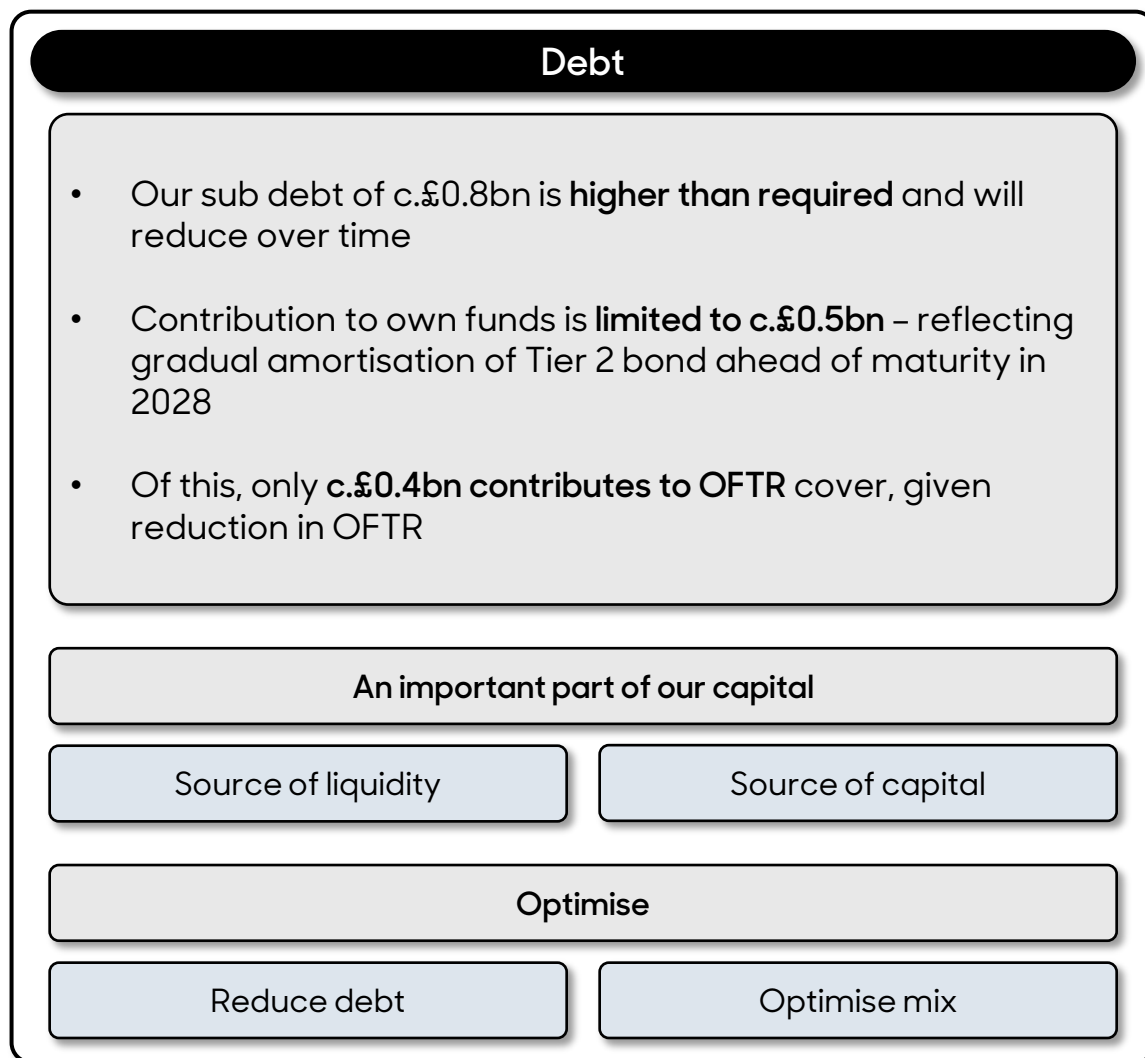 Debt
• Our sub debt of c.£0.8bn is higher than required and will
reduce over time
• Contribution to own funds is limited to c.£0.5bn – reflecting
gradual amortisation of Tier 2 bond ahead of maturity in
2028
• Of this, only c.£0.4bn contributes to OFTR cover, given
reduction in OFTR
An important part of our capital
Source of liquidity
Source of capital
Optimise
Reduce debt
Optimise mix